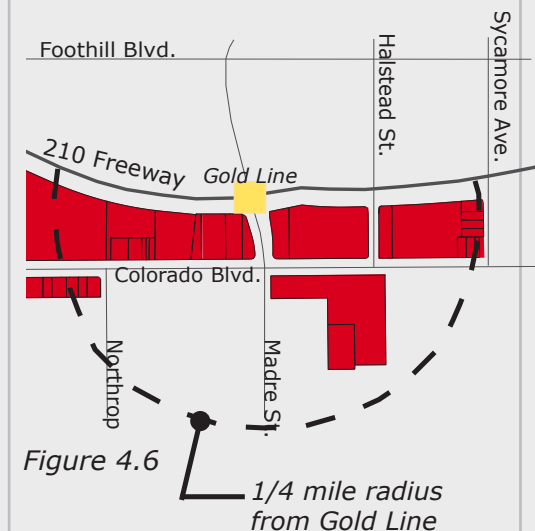 Foothill Blvd.
Halstead St.
Sycamore Ave.
210 Freeway
Gold Line
Colorado Blvd.
Northrop
Madre St.
Figure 4.6
1/4 mile radius
from Gold Line